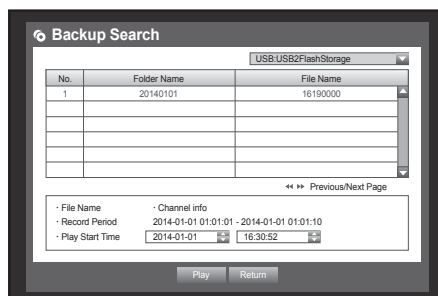 Backup Search
USB:USB2FlashStorage
No. Folder Name File Name
1 20140101 16190000
Previous/Next Page
· File Name · Channel info
· Record Period 2014-01-01 01:01:01 - 2014-01-01 01:01:10
· Play Start Time 2014-01-01 16:30:52
Play Return